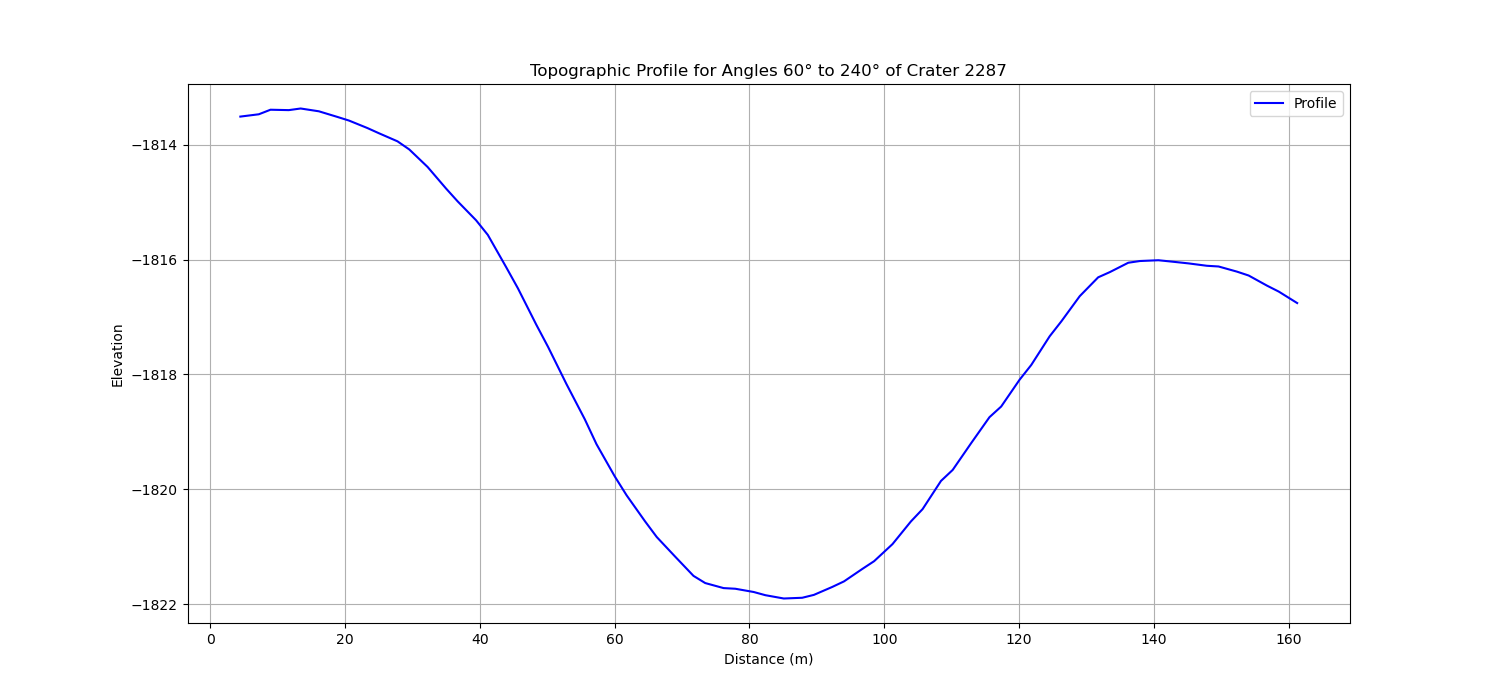 Topographic Profile for Angles 60° to 240° of Crater 2287
Profile
Elevation
−1814
−1816
−1818
−1820
−1822
0 20 40 60 80 100 120 140 160
Distance (m)